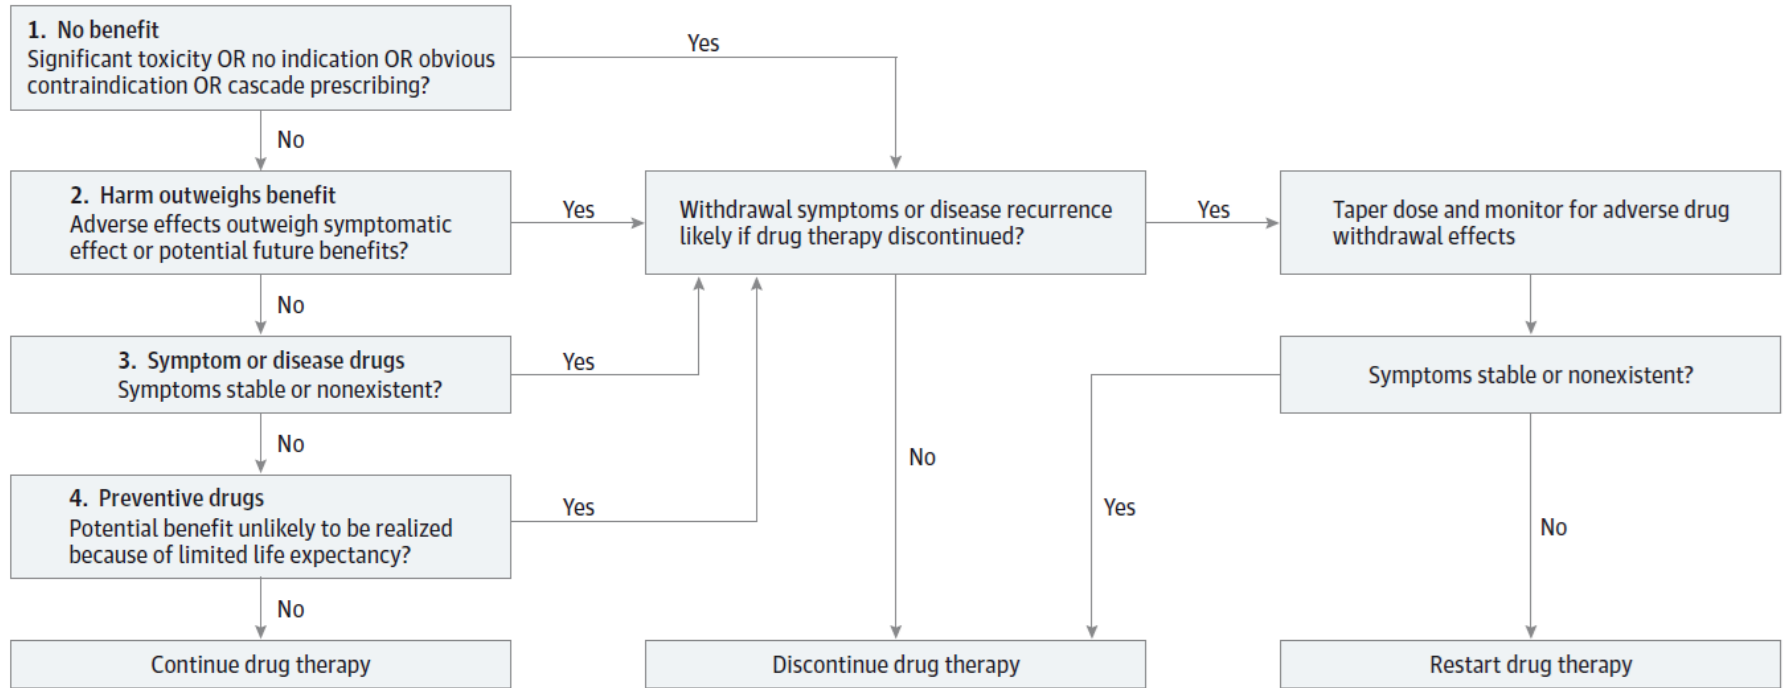 1. No benefit
Significant toxicity OR no indication OR obvious
contraindication OR cascade prescribing?
Yes
No
2. Harm outweighs benefit
Adverse effects outweigh symptomatic
effect or potential future benefits?
Yes
Withdrawal symptoms or disease recurrence
likely if drug therapy discontinued?
Yes
Taper dose and monitor for adverse drug
withdrawal effects
No
3. Symptom or disease drugs
Symptoms stable or nonexistent?
Yes
Symptoms stable or nonexistent?
No
No
4. Preventive drugs
Potential benefit unlikely to be realized
because of limited life expectancy?
Yes
Yes
No
No
Continue drug therapy
Discontinue drug therapy
Restart drug therapy